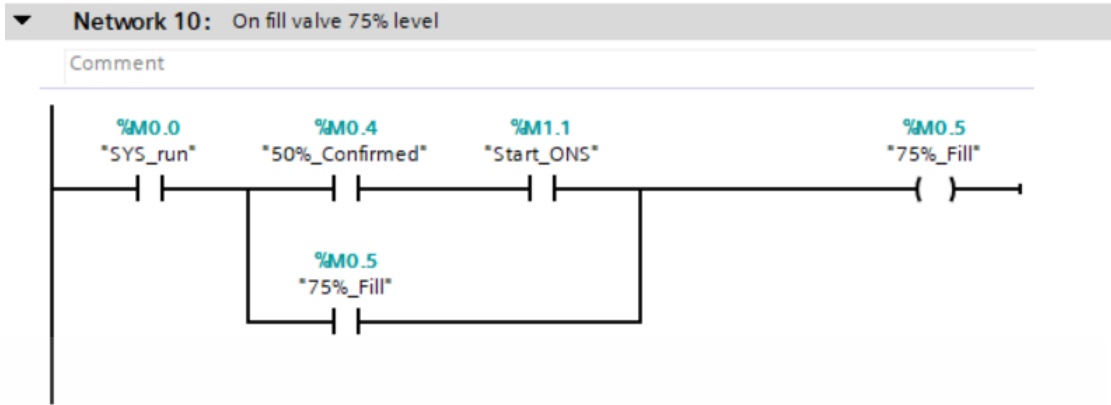 Network 10: On fill valve 75% level
Comment
%M0.0 %M0.4 %M1.1 %M0.5
"SYS_run" "50%_Confirmed" "Start_ONS" "75%_Fill"
%M0.5
"75%_Fill"